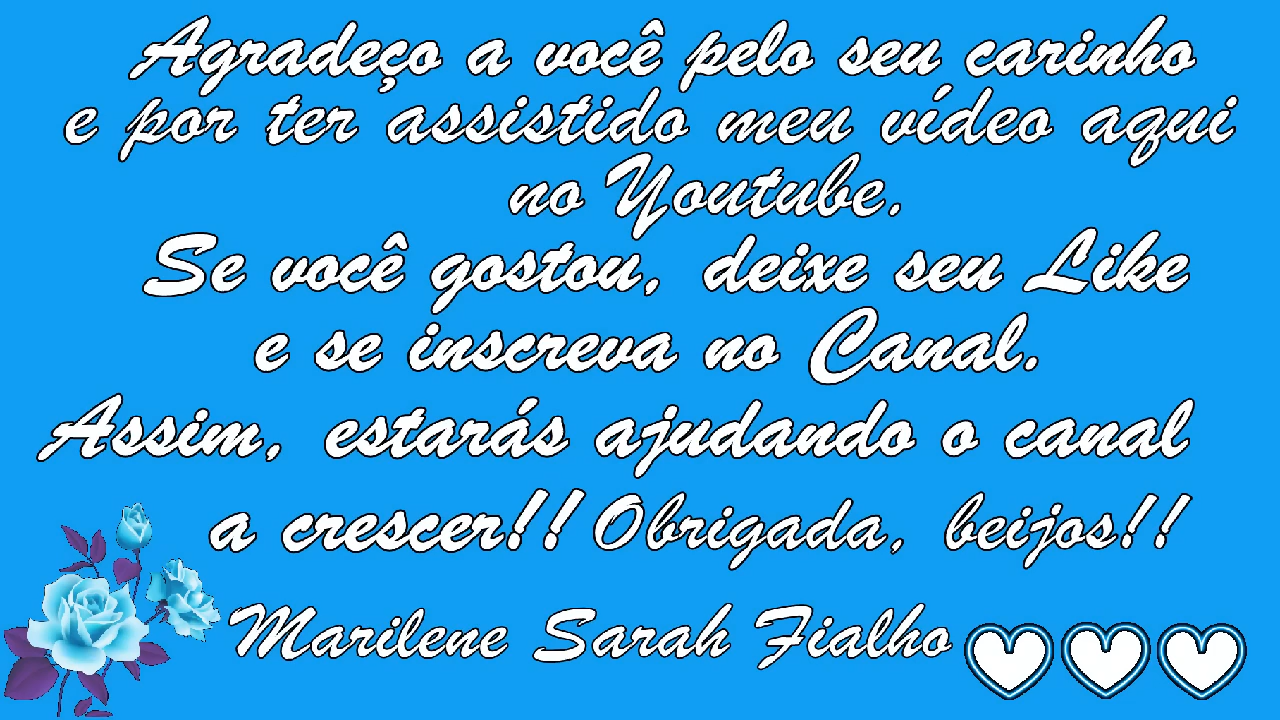 Agradeço a você pelo seu carinho
e por ter assistido meu vídeo aqui
no Youtube.
Se você gostou, deixe seu Like
e se inscreva no Canal.
Assim, estarás ajudando o canal
a crescer!! Obrigada, beijos!!
Marilene Sarah Fialho